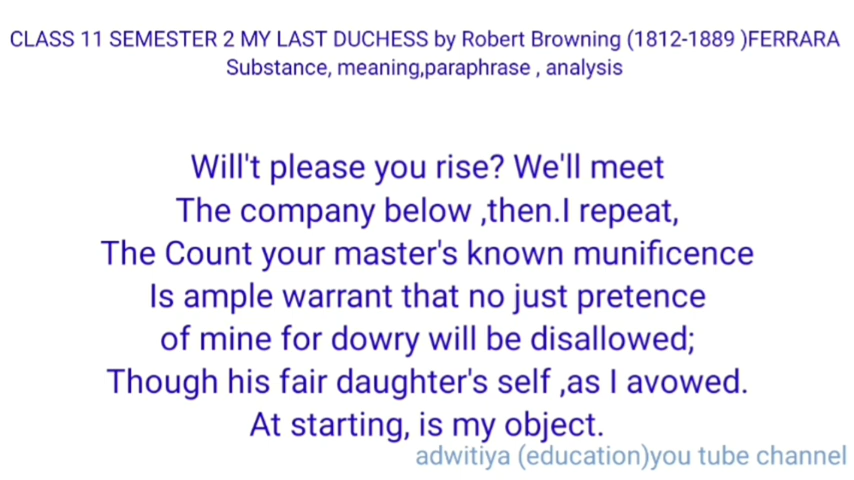 CLASS 11 SEMESTER 2 MY LAST DUCHESS by Robert Browning (1812-1889 )FERRARA
Substance, meaning,paraphrase , analysis
Will't please you rise? We'll meet
The company below ,then.I repeat,
The Count your master's known munificence
Is ample warrant that no just pretence
of mine for dowry will be disallowed;
Though his fair daughter's self ,as I avowed.
At starting, is my object.
adwitiya (education)you tube channel